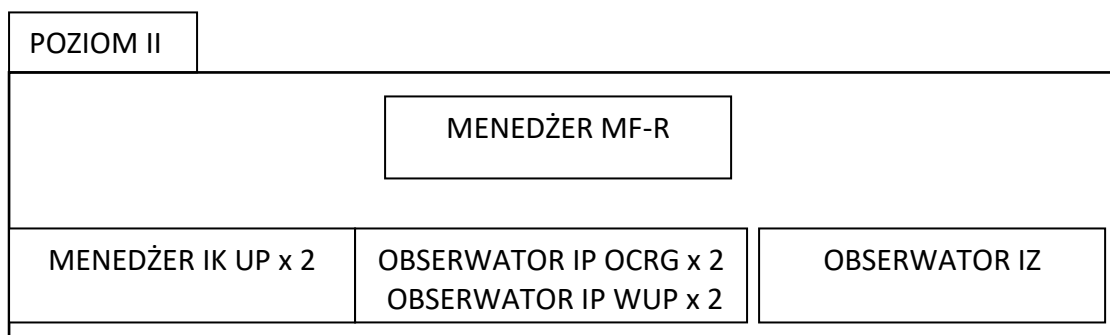 POZIOM II
MENEDŻER MF-R
MENEDŻER IK UP x 2
OBSERWATOR IP OCRG x 2
OBSERWATOR IP WUP x 2
OBSERWATOR IZ